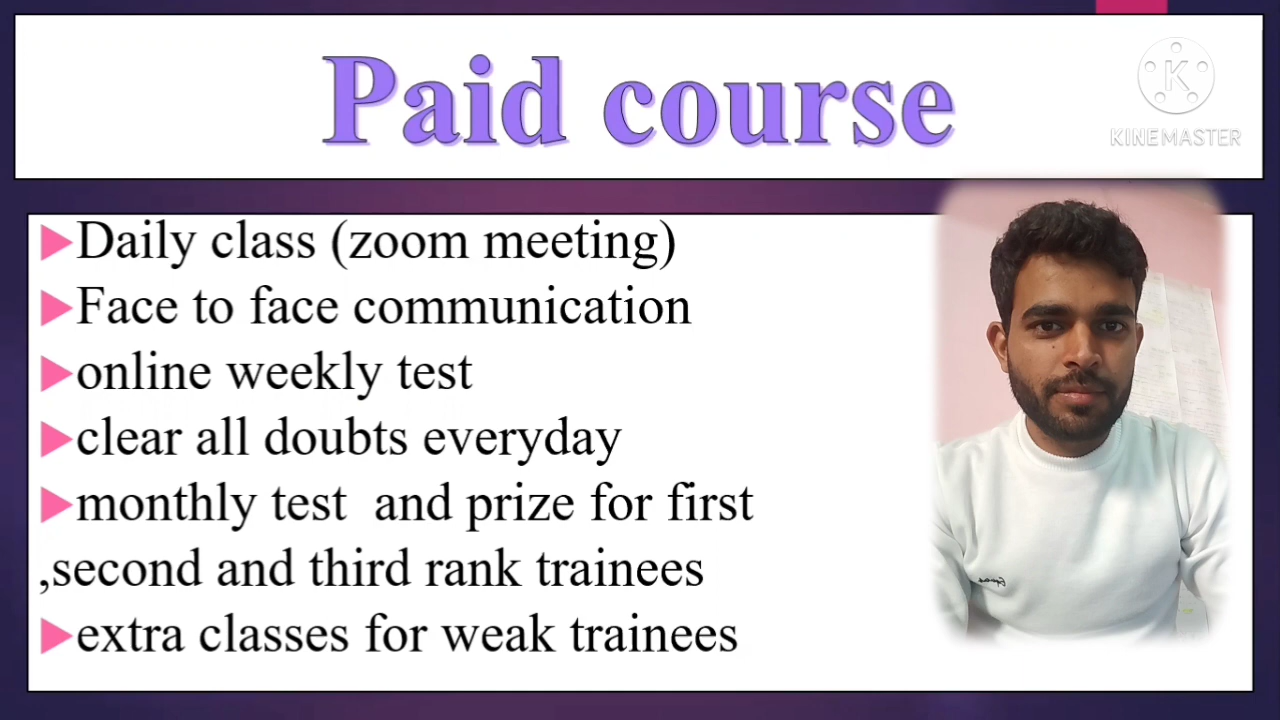 Paid course
KINEMASTER
Daily class (zoom meeting)
Face to face communication
online weekly test
clear all doubts everyday
monthly test and prize for first
,second and third rank trainees
extra classes for weak trainees